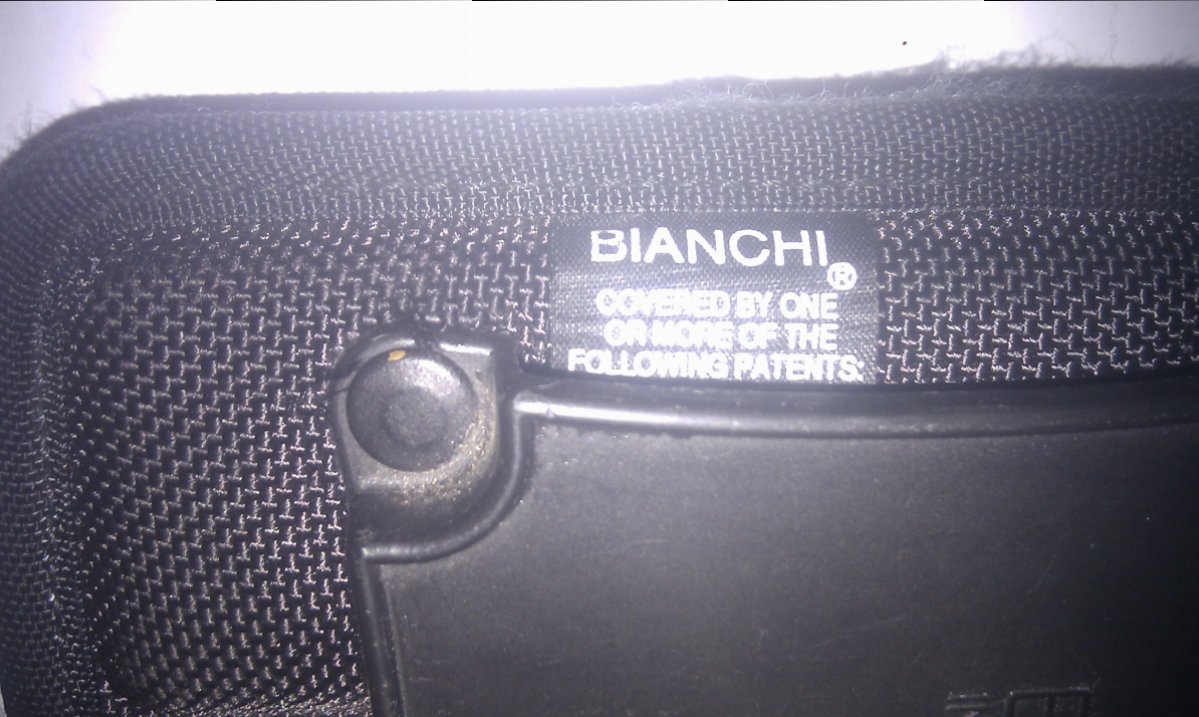 BIANCHI®
COVERED BY ONE
OR MORE OF THE
FOLLOWING PATENTS: